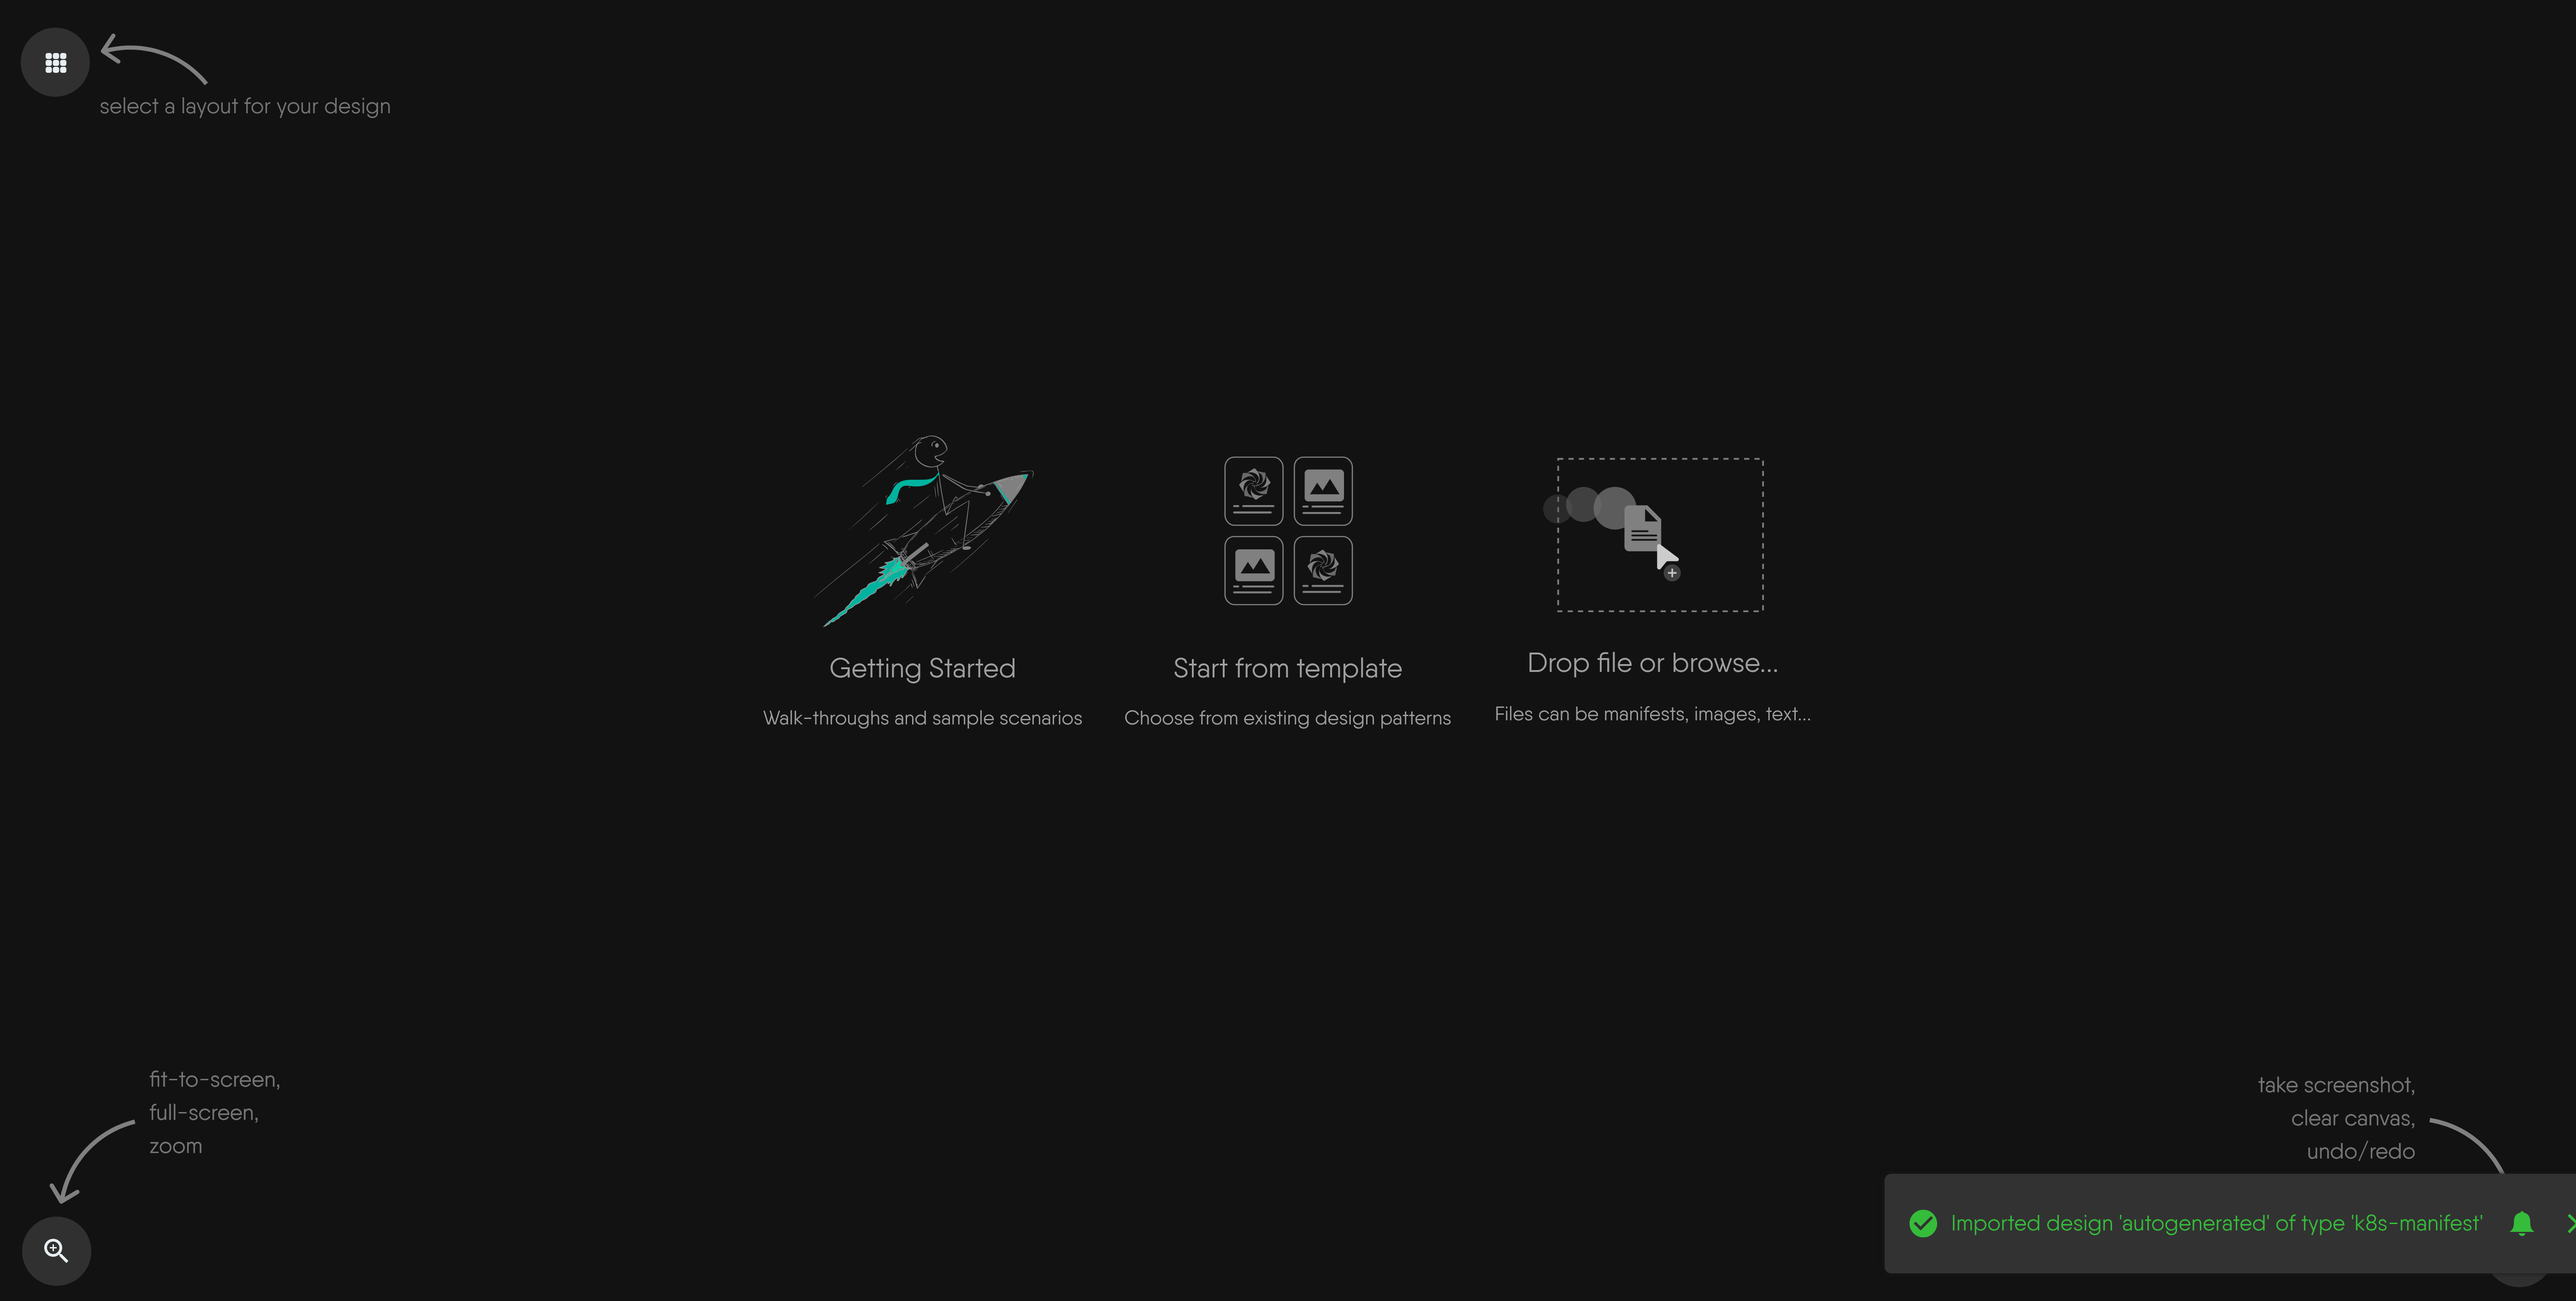 select a layout for your design
Getting Started
Walk-throughs and sample scenarios
Start from template
Choose from existing design patterns
Drop file or browse...
Files can be manifests, images, text...
fit-to-screen,
full-screen,
zoom
take screenshot,
clear canvas,
undo/redo
Imported design 'autogenerated' of type 'k8s-manifest'